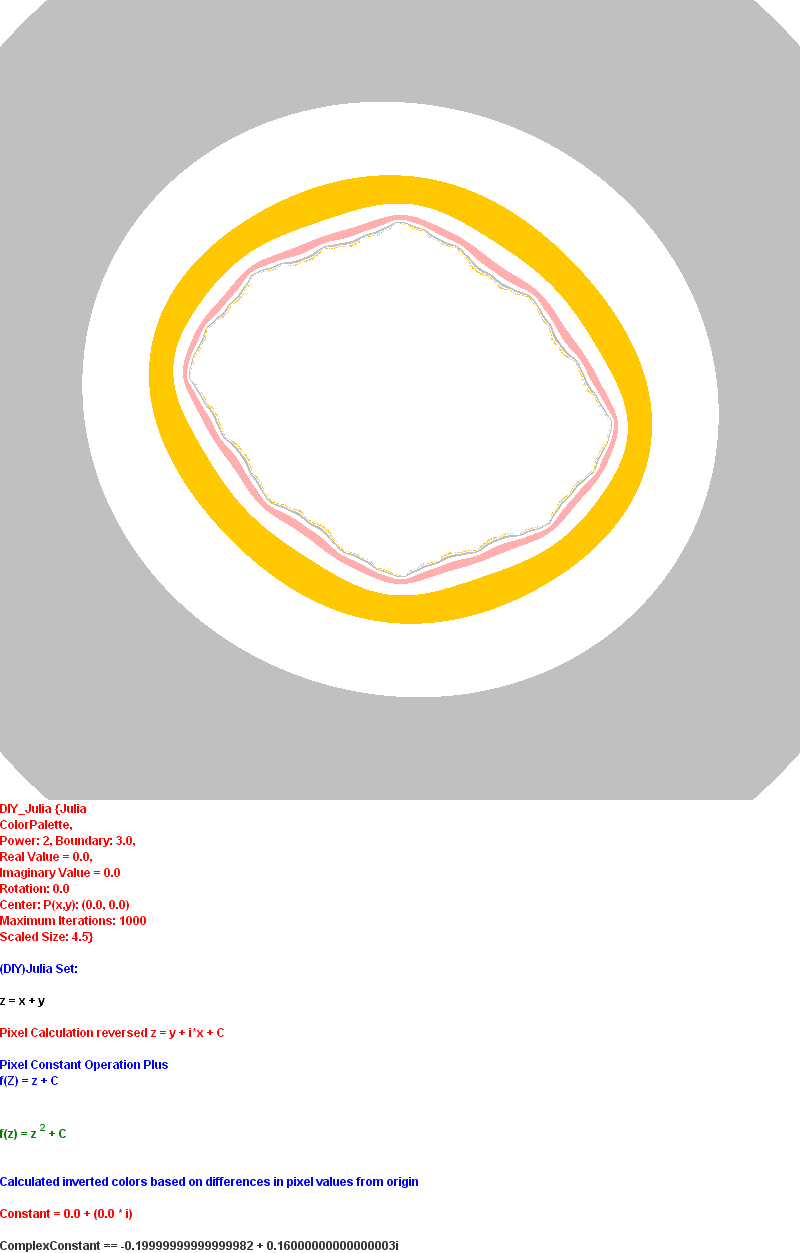 DIY_Julia {Julia
ColorPalette,
Power: 2, Boundary: 3.0,
Real Value = 0.0,
Imaginary Value = 0.0
Rotation: 0.0
Center: P(x,y): (0.0, 0.0)
Maximum Iterations: 1000
Scaled Size: 4.5}
(DIY)Julia Set:
z = x + y
Pixel Calculation reversed z = y + i*x + C
Pixel Constant Operation Plus
f(Z) = z + C
f(z) = z 2 + C
Calculated inverted colors based on differences in pixel values from origin
Constant = 0.0 + (0.0 * i)
ComplexConstant == -0.19999999999999982 + 0.16000000000000003i